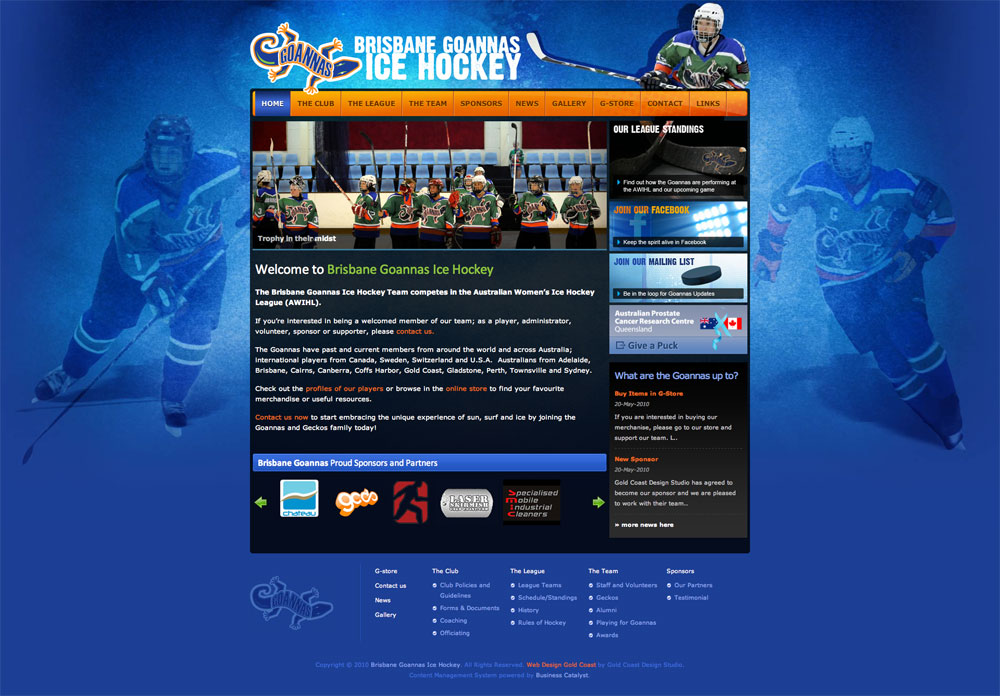 GOANNAS
BRISBANE GOANNAS
ICE HOCKEY
HOME THE CLUB THE LEAGUE THE TEAM SPONSORS NEWS GALLERY G-STORE CONTACT LINKS
Trophy in their midst
OUR LEAGUE STANDINGS
Find out how the Goannas are performing at
the AWIHL and our upcoming game
JOIN OUR FACEBOOK
Keep the spirit alive in Facebook
JOIN OUR MAILING LIST
Be in the loop for Goannas Updates
Australian Prostate
Cancer Research Centre
Queensland
Give a Puck
Welcome to Brisbane Goannas Ice Hockey
The Brisbane Goannas Ice Hockey Team competes in the Australian Women's Ice Hockey
League (AWIHL).
If you're interested in being a welcomed member of our team; as a player, administrator,
volunteer, sponsor or supporter, please contact us.
The Goannas have past and current members from around the world and across Australia;
international players from Canada, Sweden, Switzerland and U.S.A. Australians from Adelaide,
Brisbane, Cairns, Canberra, Coffs Harbor, Gold Coast, Gladstone, Perth, Townsville and Sydney.
Check out the profiles of our players or browse in the online store to find your favourite
merchandise or useful resources.
Contact us now to start embracing the unique experience of sun, surf and ice by joining the
Goannas and Geckos family today!
What are the Goannas up to?
Buy Items in G-Store
20-May-2010
If you are interested in buying our
merchanise, please go to our store and
support our team. I...
New Sponsor
20-May-2010
Gold Coast Design Studio has agreed to
become our sponsor and we are pleased
to work with their team...
» more news here
Brisbane Goannas Proud Sponsors and Partners
chateau
LASER
SKIRMISH
Specialised
Mobile
Industrial
Cleaners
GOANNAS
G-store
Contact us
News
Gallery
The Club
Club Policies and
Guidelines
Forms & Documents
Coaching
Officiating
The League
League Teams
Schedule/Standings
History
Rules of Hockey
The Team
Staff and Volunteers
Geckos
Alumni
Playing for Goannas
Awards
Sponsors
Our Partners
Testimonial
Copyright © 2010 Brisbane Goannas Ice Hockey. All Rights Reserved. Web Design Gold Coast by Gold Coast Design Studio.
Content Management System powered by Business Catalyst.